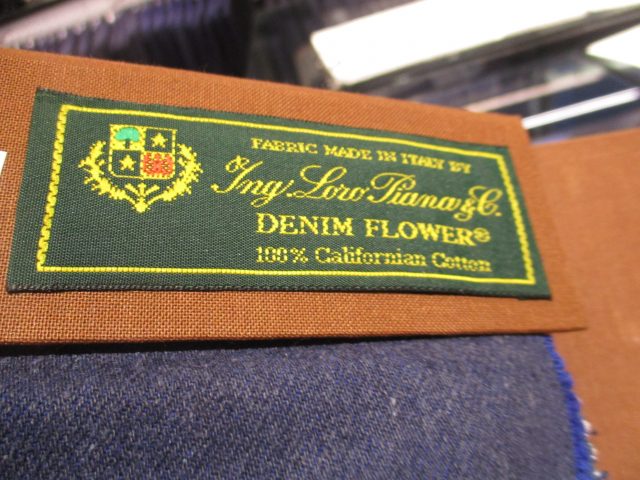 FABRIC MADE IN ITALY BY
Ing. Loro Piana & C.
DENIM FLOWER®
100% Californian Cotton